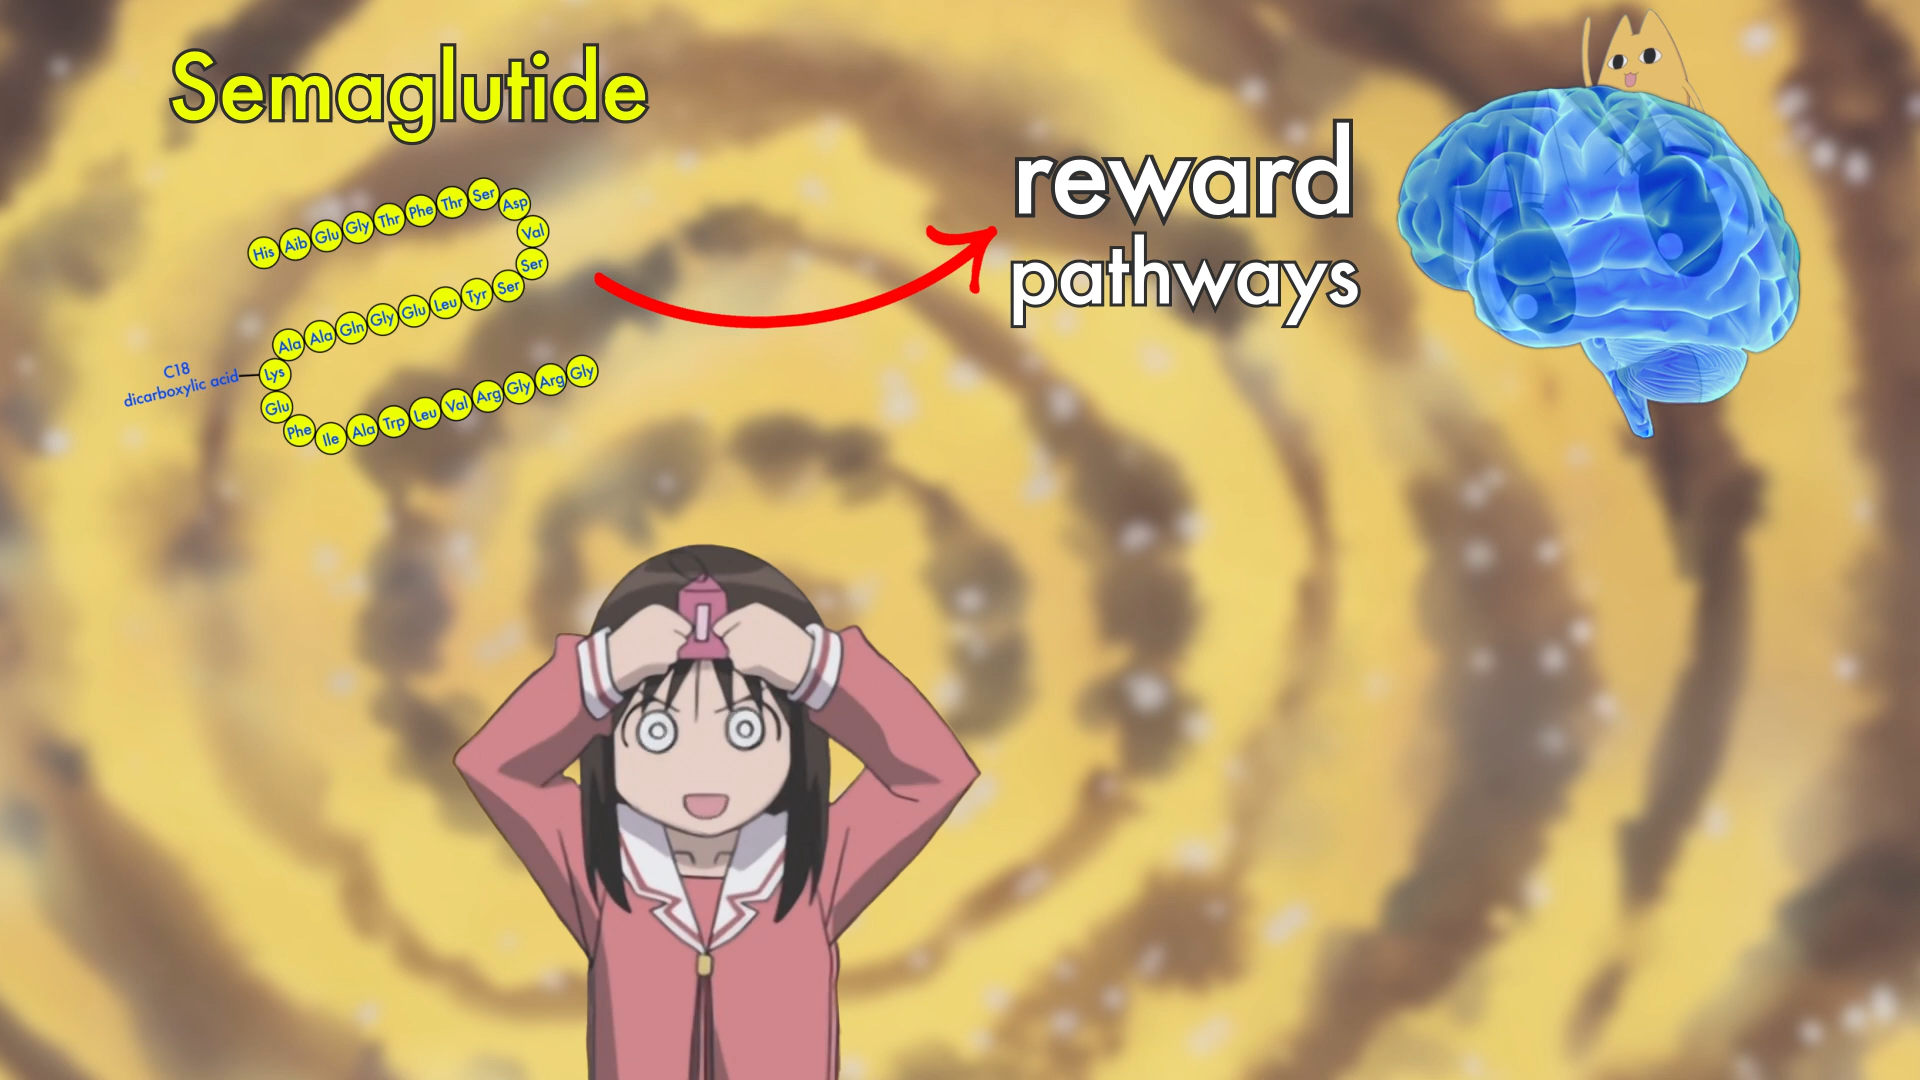 Semaglutide
reward
pathways
His Aib Glu Gly Thr Phe Thr Ser Asp
Val
Ser
Ala Ala Gln Gly Glu Leu Tyr Ser
C18
dicarboxylic acid
Lys
Glu
Phe Ile Ala Trp Leu Val Arg Gly Arg Gly